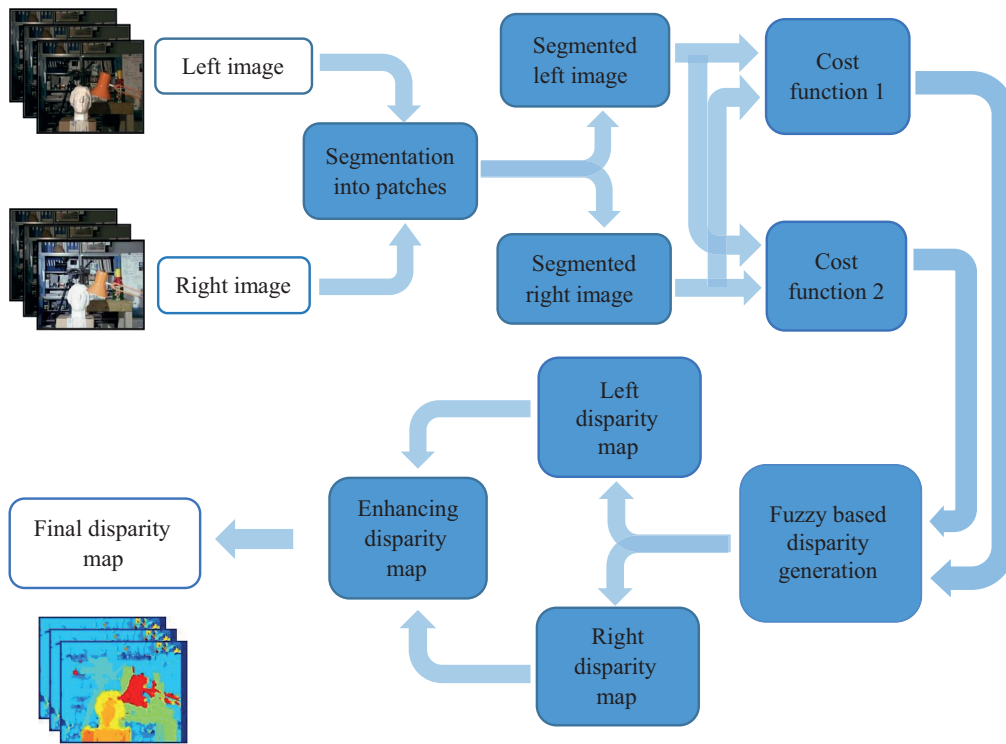 Left image
Segmented
left image
Cost
function 1
Segmentation
into patches
Right image
Segmented
right image
Cost
function 2
Left
disparity
map
Final disparity
map
Enhancing
disparity
map
Fuzzy based
disparity
generation
Right
disparity
map